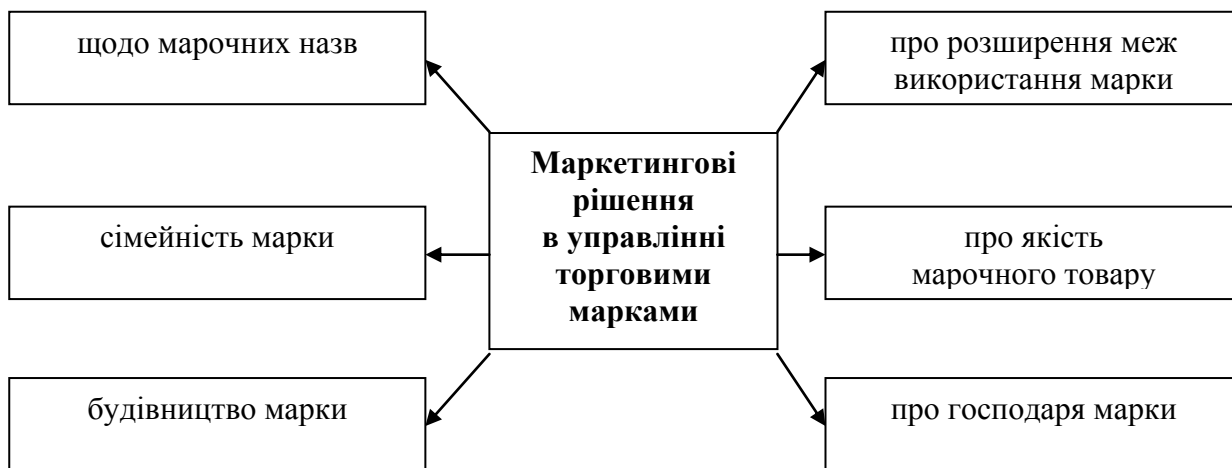 щодо марочних назв
про розширення меж
використання марки
Маркетингові
рішення
в управлінні
торговими
марками
сімейність марки
про якість
марочного товару
будівництво марки
про господаря марки